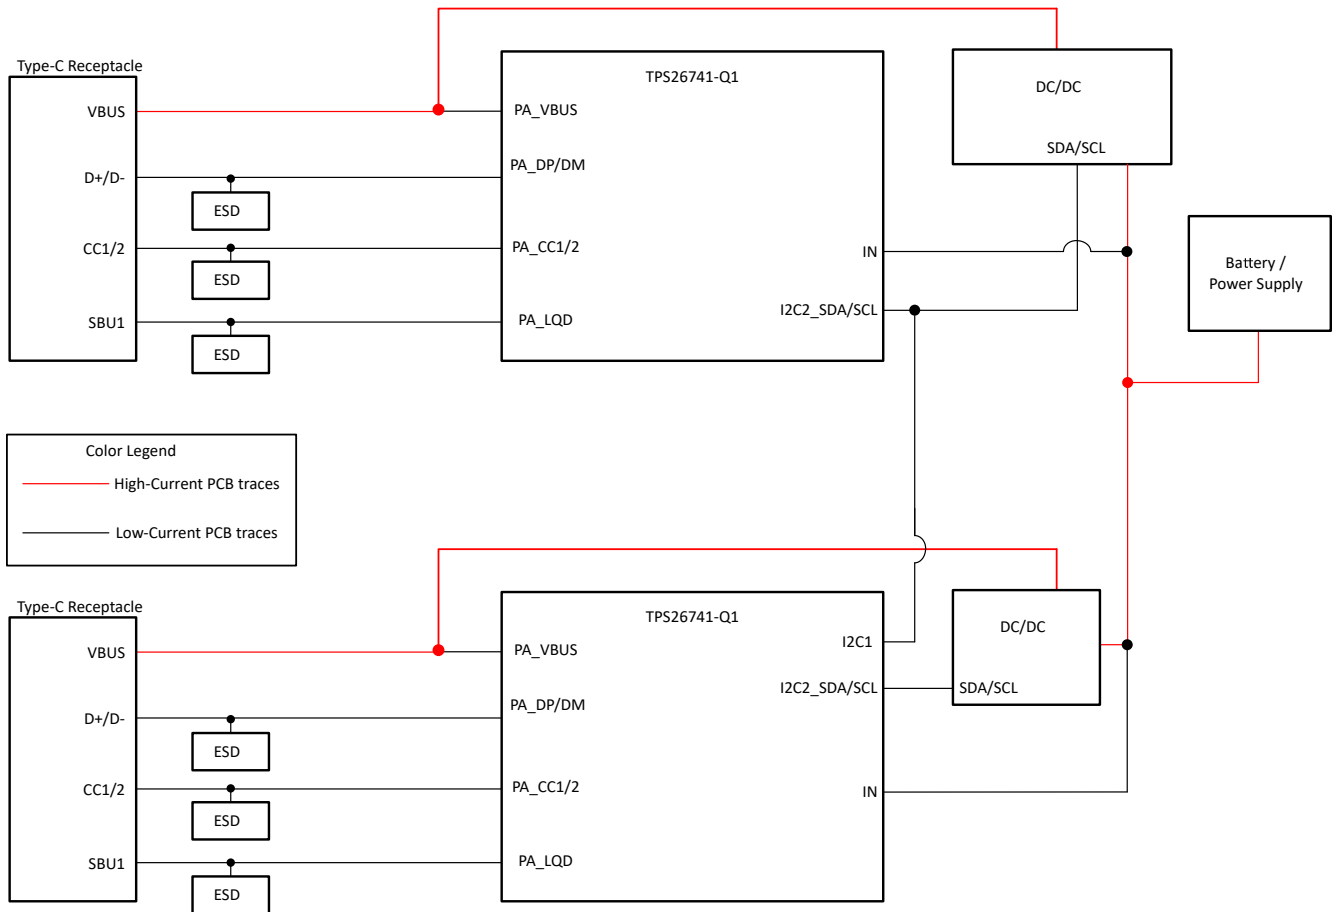 Type-C Receptacle
VBUS
D+/D-
CC1/2
SBU1
ESD
ESD
ESD
TPS26741-Q1
PA_VBUS
PA_DP/DM
PA_CC1/2
PA_LQD
IN
I2C2_SDA/SCL
DC/DC
SDA/SCL
Battery /
Power Supply
Color Legend
High-Current PCB traces
Low-Current PCB traces
Type-C Receptacle
VBUS
D+/D-
CC1/2
SBU1
ESD
ESD
ESD
TPS26741-Q1
PA_VBUS
PA_DP/DM
PA_CC1/2
PA_LQD
I2C1
I2C2_SDA/SCL
IN
DC/DC
SDA/SCL